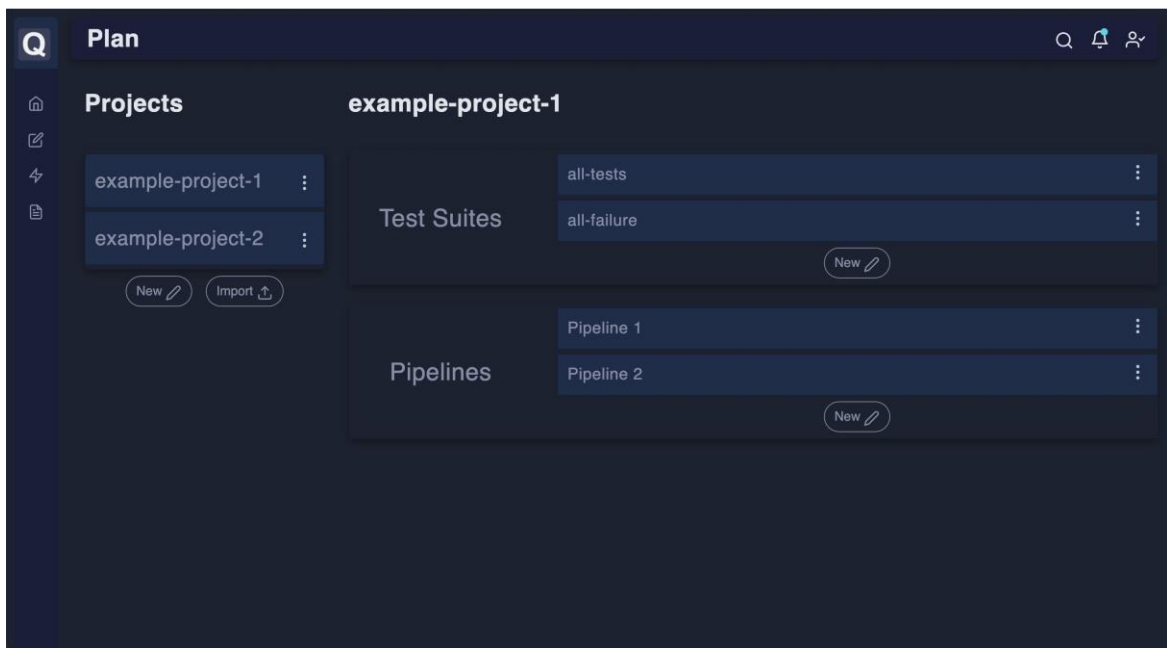 Q
Plan
Projects
example-project-1
example-project-2
New
Import
example-project-1
Test Suites
all-tests
all-failure
New
Pipelines
Pipeline 1
Pipeline 2
New